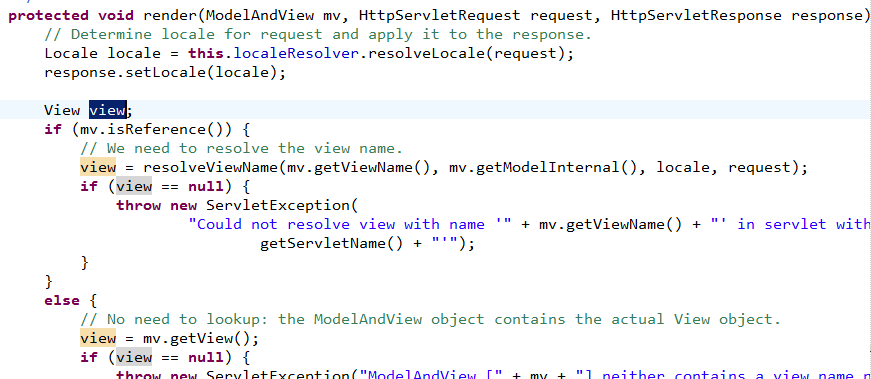 protected void render(ModelAndView mv, HttpServletRequest request, HttpServletResponse response)
// Determine locale for request and apply it to the response.
Locale locale = this.localeResolver.resolveLocale(request);
response.setLocale(locale);
View view;
if (mv.isReference()) {
// We need to resolve the view name.
view = resolveViewName(mv.getViewName(), mv.getModelInternal(), locale, request);
if (view == null) {
throw new ServletException(
"Could not resolve view with name '" + mv.getViewName() + "' in servlet with
getServletName() + "'");
}
}
else {
// No need to lookup: the ModelAndView object contains the actual View object.
view = mv.getView();
if (view == null) {
throw new ServletException("ModelAndView [" + mv + "] neither contains a view name n